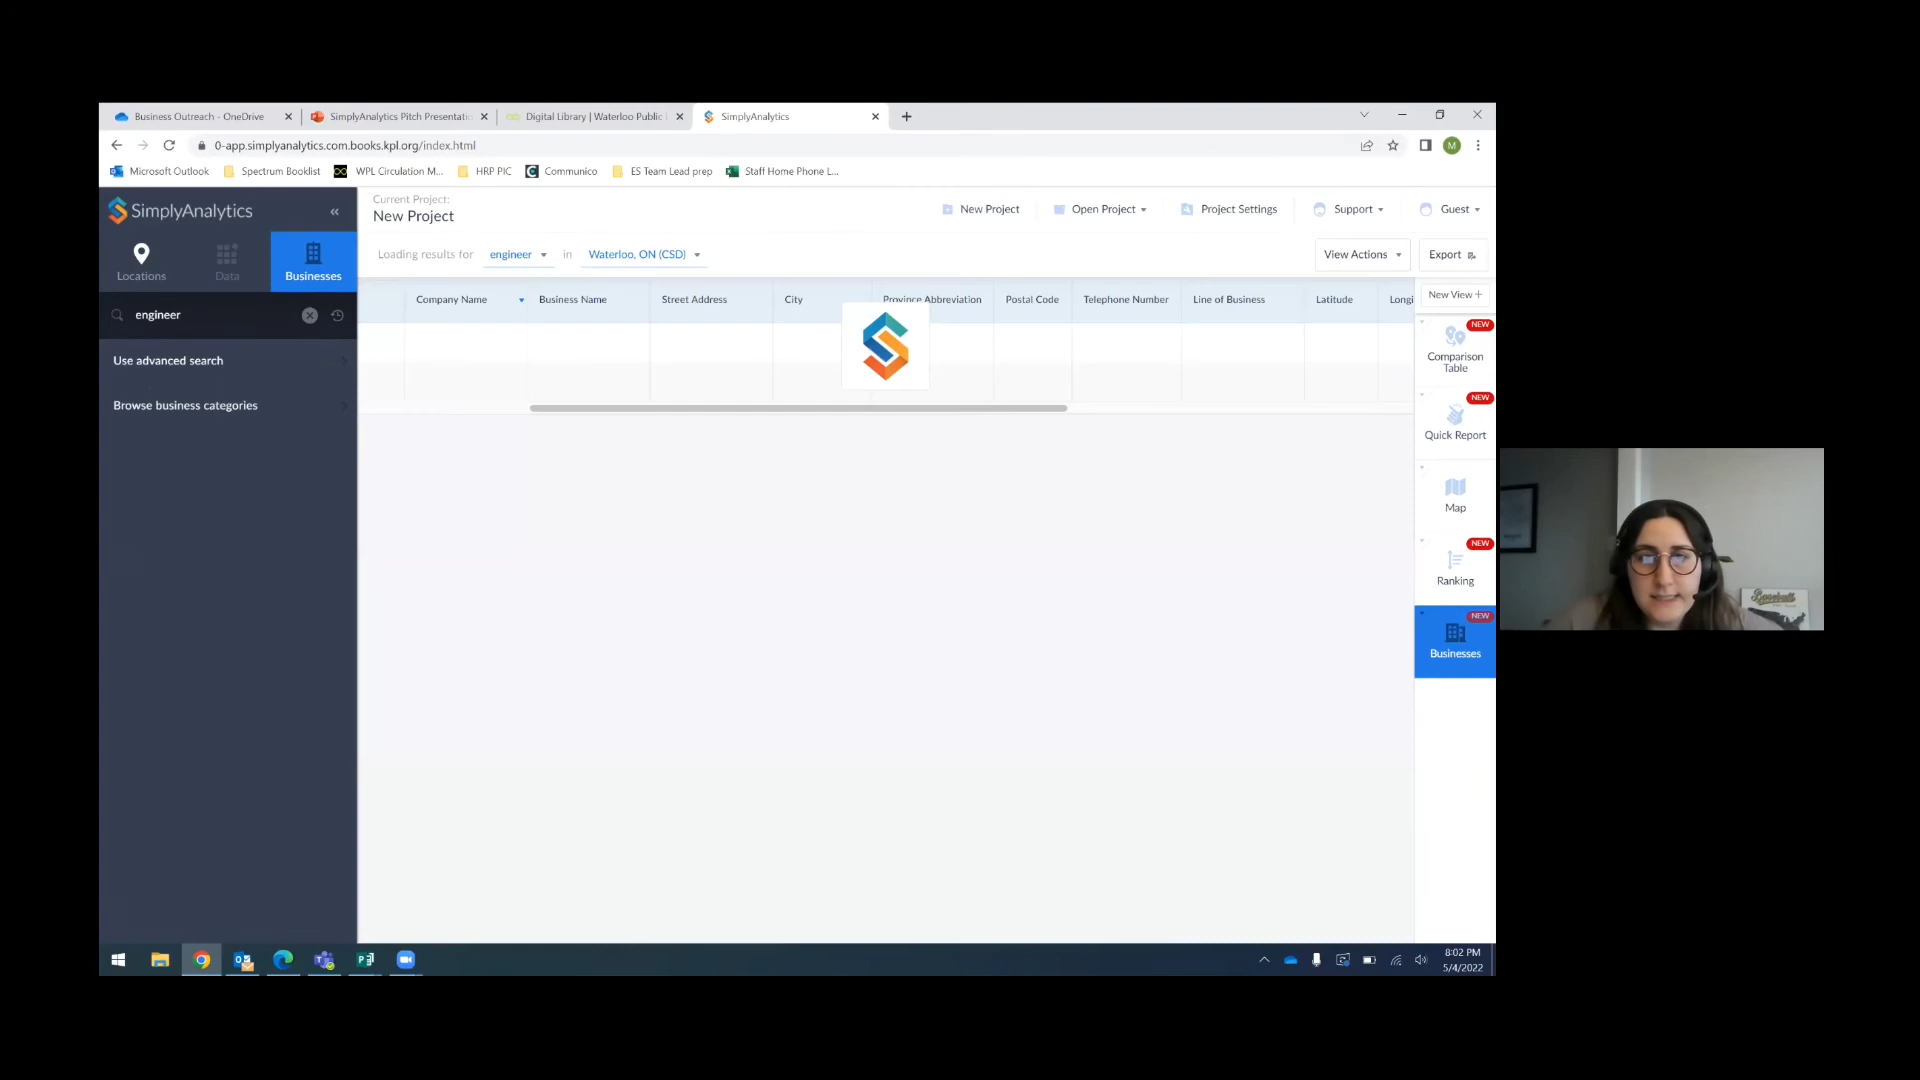 Business Outreach - OneDrive
SimplyAnalytics Pitch Presentatio
Digital Library | Waterloo Public
SimplyAnalytics
0-app.simplyanalytics.com.books.kpl.org/index.html
Microsoft Outlook
Spectrum Booklist
WPL Circulation M...
HRP PIC
Communico
ES Team Lead prep
Staff Home Phone L...
SimplyAnalytics
Current Project:
New Project
New Project
Open Project
Project Settings
Support
Guest
Locations
Data
Businesses
Loading results for engineer in Waterloo, ON (CSD)
View Actions
Export
engineer
Use advanced search
Browse business categories
Company Name
Business Name
Street Address
City
Province Abbreviation
Postal Code
Telephone Number
Line of Business
Latitude
Longi
New View +
NEW
Comparison
Table
NEW
Quick Report
Map
NEW
Ranking
NEW
Businesses
Baseball
8:02 PM
5/4/2022